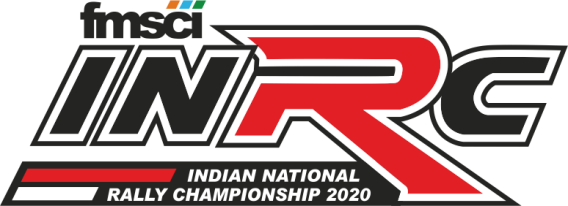 fmsci
INRC
INDIAN NATIONAL
RALLY CHAMPIONSHIP 2020